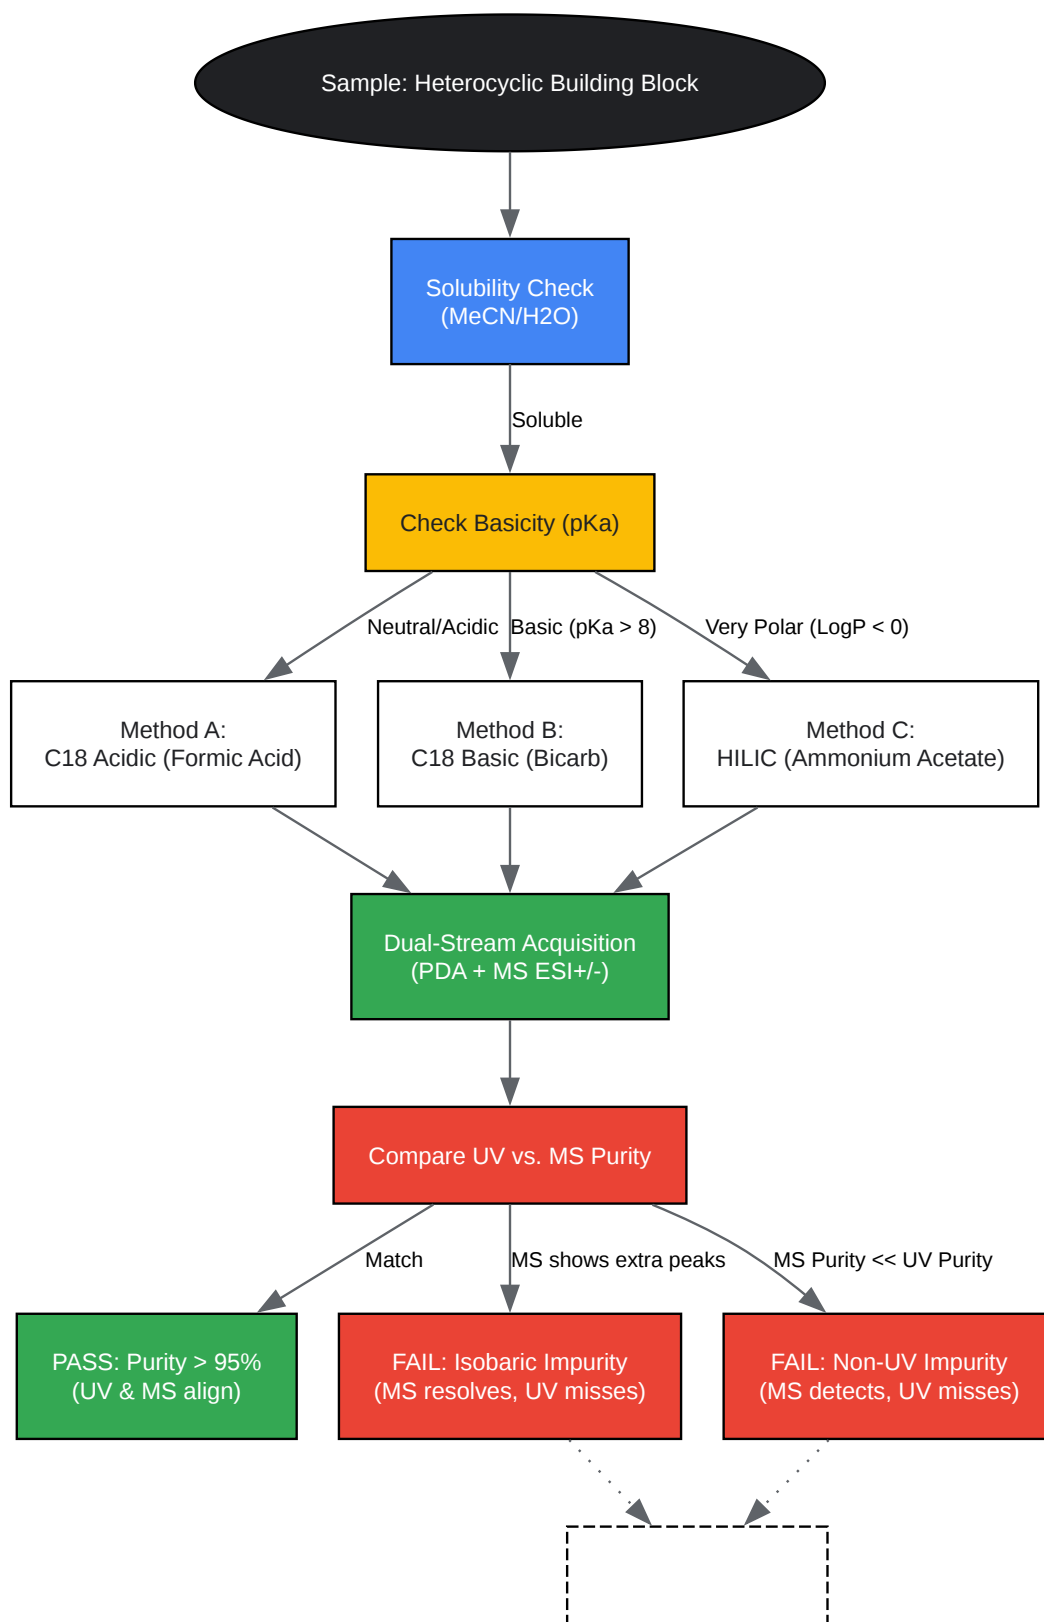 Sample: Heterocyclic Building Block
Solubility Check
(MeCN/H2O)
Soluble
Check Basicity (pKa)
Neutral/Acidic
Basic (pKa > 8)
Very Polar (LogP < 0)
Method A:
C18 Acidic (Formic Acid)
Method B:
C18 Basic (Bicarb)
Method C:
HILIC (Ammonium Acetate)
Dual-Stream Acquisition
(PDA + MS ESI+/-)
Compare UV vs. MS Purity
Match
MS shows extra peaks
MS Purity << UV Purity
PASS: Purity > 95%
(UV & MS align)
FAIL: Isobaric Impurity
(MS resolves, UV misses)
FAIL: Non-UV Impurity
(MS detects, UV misses)